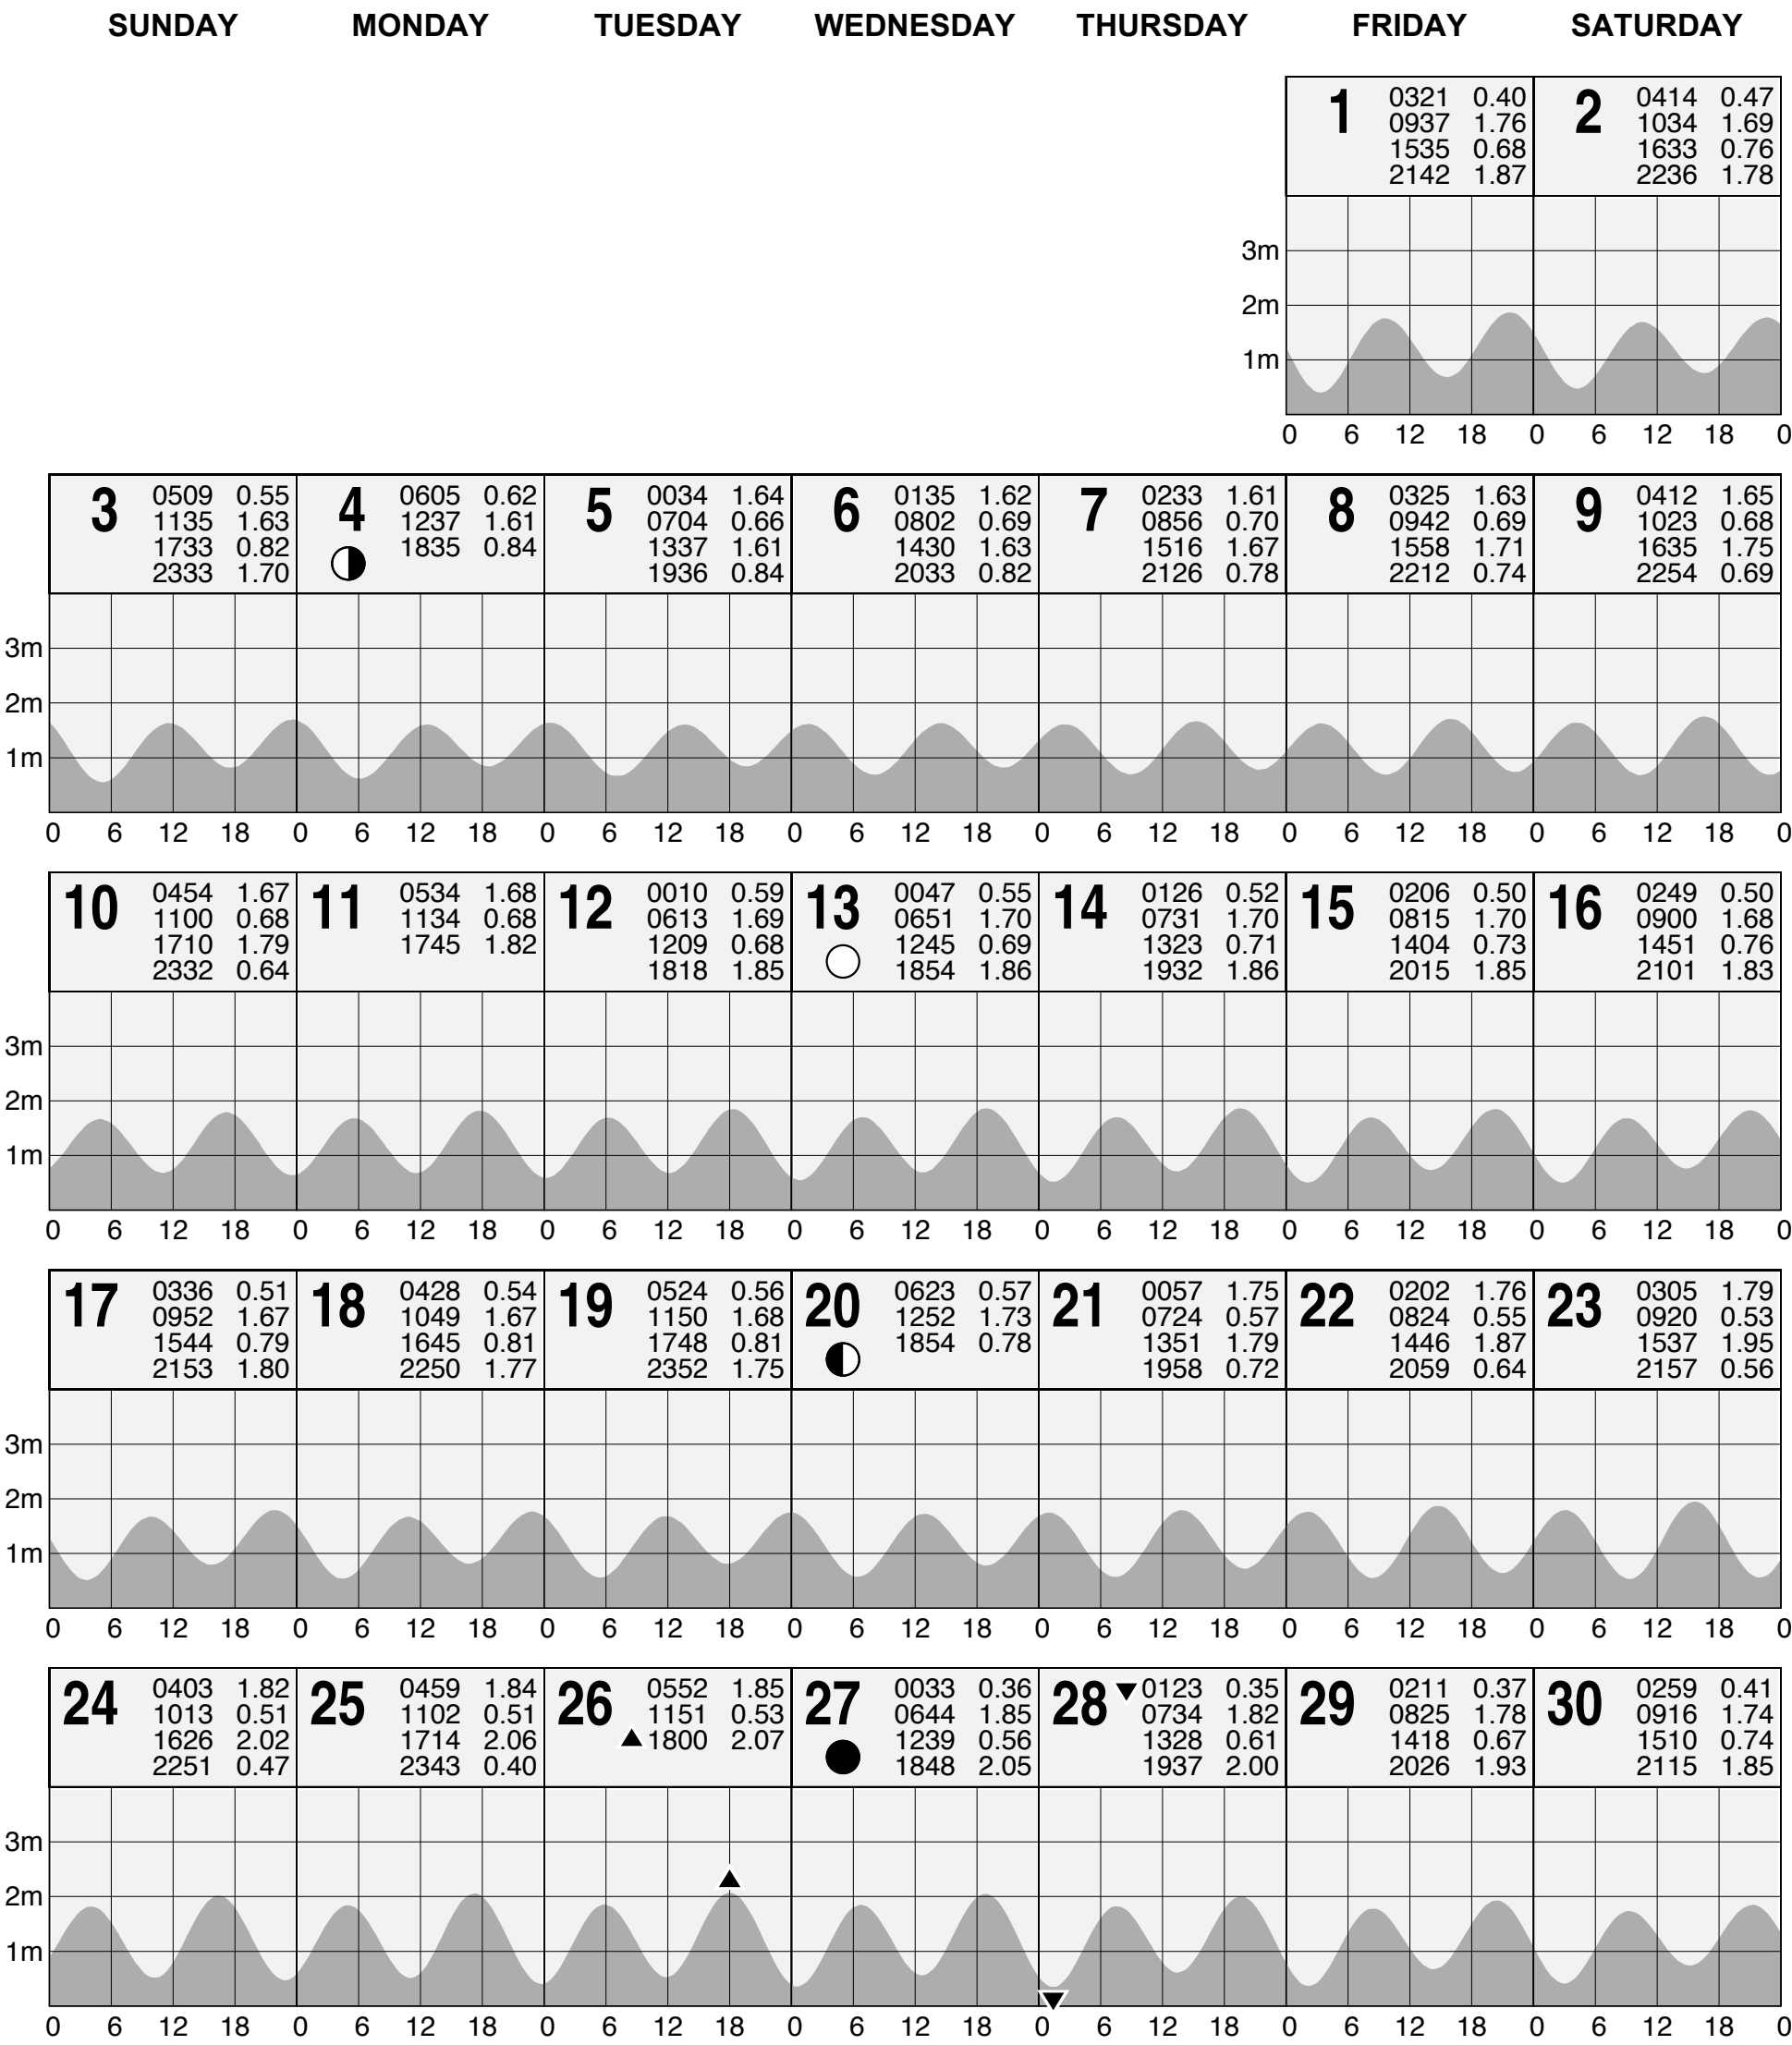 SUNDAY MONDAY TUESDAY WEDNESDAY THURSDAY FRIDAY SATURDAY
1 0321 0.40 2 0414 0.47
0937 1.76 1034 1.69
1535 0.68 1633 0.76
2142 1.87 2236 1.78
3m
2m
1m
0 6 12 18 0 6 12 18 0
3 0509 0.55 4 0605 0.62 5 0034 1.64 6 0135 1.62 7 0233 1.61 8 0325 1.63 9 0412 1.65
1135 1.63 1237 1.61 0704 0.66 0802 0.69 0856 0.70 0942 0.69 1023 0.68
1733 0.82 1835 0.84 1337 1.61 1430 1.63 1516 1.67 1558 1.71 1635 1.75
2333 1.70 1936 0.84 2033 0.82 2126 0.78 2212 0.74 2254 0.69
3m
2m
1m
0 6 12 18 0 6 12 18 0 6 12 18 0 6 12 18 0 6 12 18 0 6 12 18 0 6 12 18 0
10 0454 1.67 11 0534 1.68 12 0010 0.59 13 0047 0.55 14 0126 0.52 15 0206 0.50 16 0249 0.50
1100 0.68 1134 0.68 0613 1.69 0651 1.70 0731 1.70 0815 1.70 0900 1.68
1710 1.79 1745 1.82 1209 0.68 1245 0.69 1323 0.71 1404 0.73 1451 0.76
2332 0.64 1818 1.85 1854 1.86 1932 1.86 2015 1.85 2101 1.83
3m
2m
1m
0 6 12 18 0 6 12 18 0 6 12 18 0 6 12 18 0 6 12 18 0 6 12 18 0 6 12 18 0
17 0336 0.51 18 0428 0.54 19 0524 0.56 20 0623 0.57 21 0057 1.75 22 0202 1.76 23 0305 1.79
0952 1.67 1049 1.67 1150 1.68 1252 1.73 0724 0.57 0824 0.55 0920 0.53
1544 0.79 1645 0.81 1748 0.81 1854 0.78 1351 1.79 1446 1.87 1537 1.95
2153 1.80 2250 1.77 2352 1.75 1958 0.72 2059 0.64 2157 0.56
3m
2m
1m
0 6 12 18 0 6 12 18 0 6 12 18 0 6 12 18 0 6 12 18 0 6 12 18 0 6 12 18 0
24 0403 1.82 25 0459 1.84 26 0552 1.85 27 0033 0.36 28 0123 0.35 29 0211 0.37 30 0259 0.41
1013 0.51 1102 0.51 1151 0.53 0644 1.85 0734 1.82 0825 1.78 0916 1.74
1626 2.02 1714 2.06 1800 2.07 1239 0.56 1328 0.61 1418 0.67 1510 0.74
2251 0.47 2343 0.40 1848 2.05 1937 2.00 2026 1.93 2115 1.85
3m
2m
1m
0 6 12 18 0 6 12 18 0 6 12 18 0 6 12 18 0 6 12 18 0 6 12 18 0 6 12 18 0